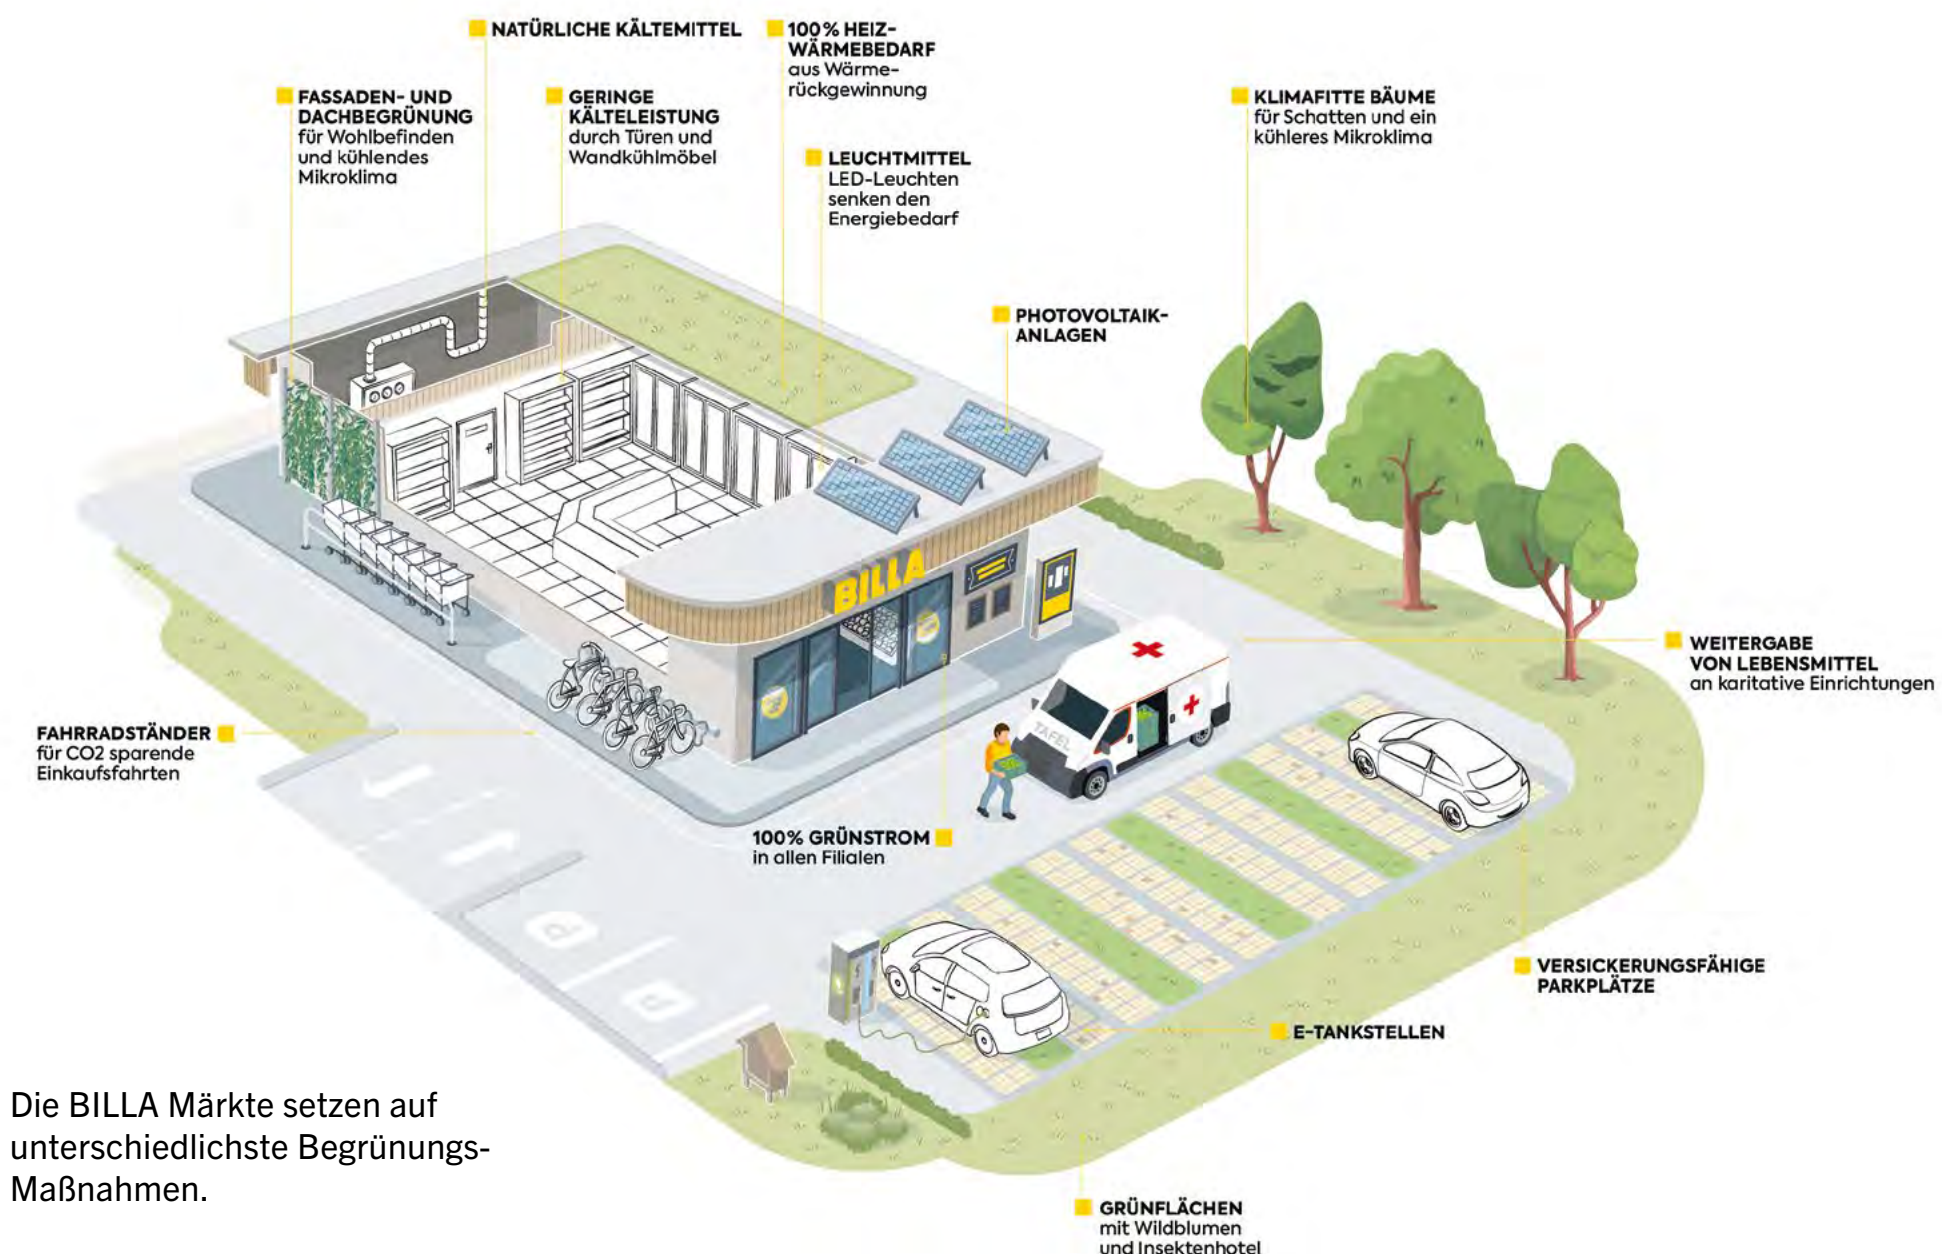 NATÜRLICHE KÄLTEMITTEL
100% HEIZ-
WÄRMEBEDARF
aus Wärme-
rückgewinnung
FASSADEN- UND
DACHBEGRÜNUNG
für Wohlbefinden
und kühlendes
Mikroklima
GERINGE
KÄLTELEISTUNG
durch Türen und
Wandkühlmöbel
KLIMAFITTE BÄUME
für Schatten und ein
kühleres Mikroklima
LEUCHTMITTEL
LED-Leuchten
senken den
Energiebedarf
PHOTOVOLTAIK-
ANLAGEN
BILLA
WEITERGABE
VON LEBENSMITTEL
an karitative Einrichtungen
TAFEL
FAHRRADSTÄNDER
für CO2 sparende
Einkaufsfahrten
100% GRÜNSTROM
in allen Filialen
P
P
VERSICKERUNGSFÄHIGE
PARKPLÄTZE
E-TANKSTELLEN
Die BILLA Märkte setzen auf
unterschiedlichste Begrünungs-
Maßnahmen.
GRÜNFLÄCHEN
mit Wildblumen
und Insektenhotel